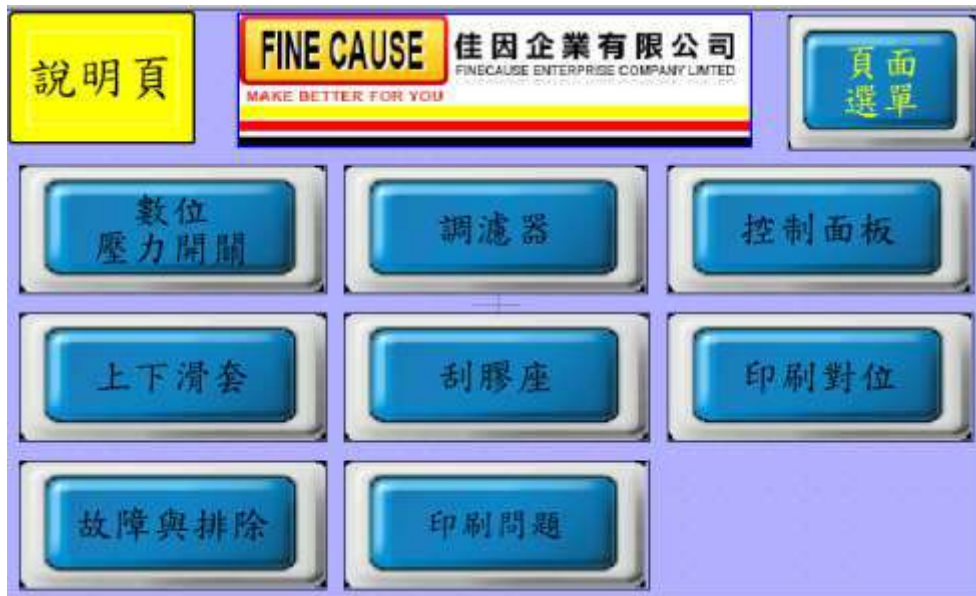 說明頁
FINE CAUSE
MAKE BETTER FOR YOU
佳因企業有限公司
FINECAUSE ENTERPRISE COMPANY LIMTED
頁面
選單
數位
壓力開關
調濾器
控制面板
上下滑套
刮膠座
印刷對位
故障與排除
印刷問題